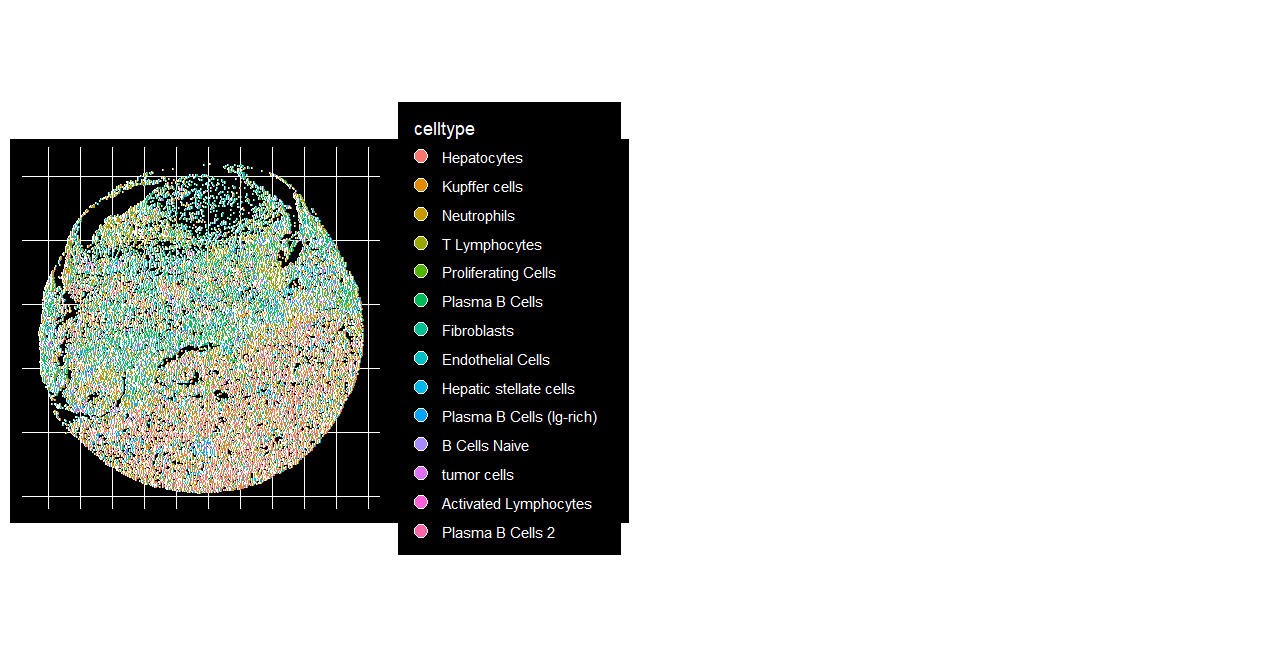 celltype
Hepatocytes
Kupffer cells
Neutrophils
T Lymphocytes
Proliferating Cells
Plasma B Cells
Fibroblasts
Endothelial Cells
Hepatic stellate cells
Plasma B Cells (Ig-rich)
B Cells Naive
tumor cells
Activated Lymphocytes
Plasma B Cells 2